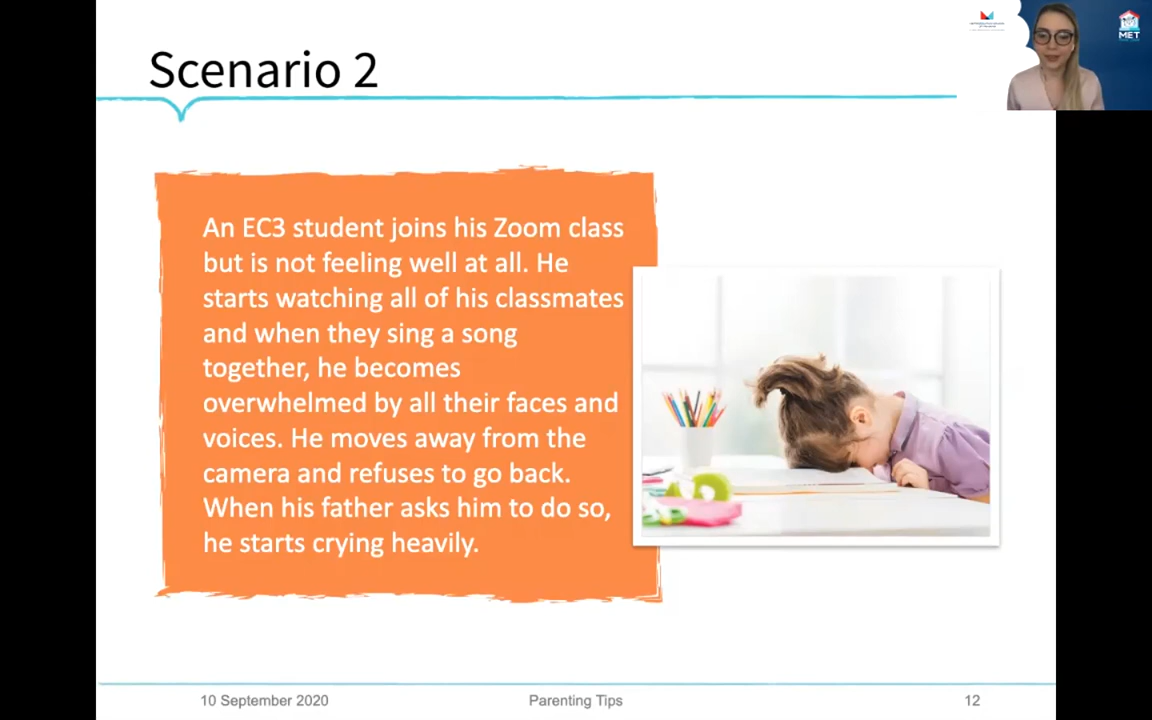 Scenario 2
MET
An EC3 student joins his Zoom class
but is not feeling well at all. He
starts watching all of his classmates
and when they sing a song
together, he becomes
overwhelmed by all their faces and
voices. He moves away from the
camera and refuses to go back.
When his father asks him to do so,
he starts crying heavily.
10 September 2020
Parenting Tips
12